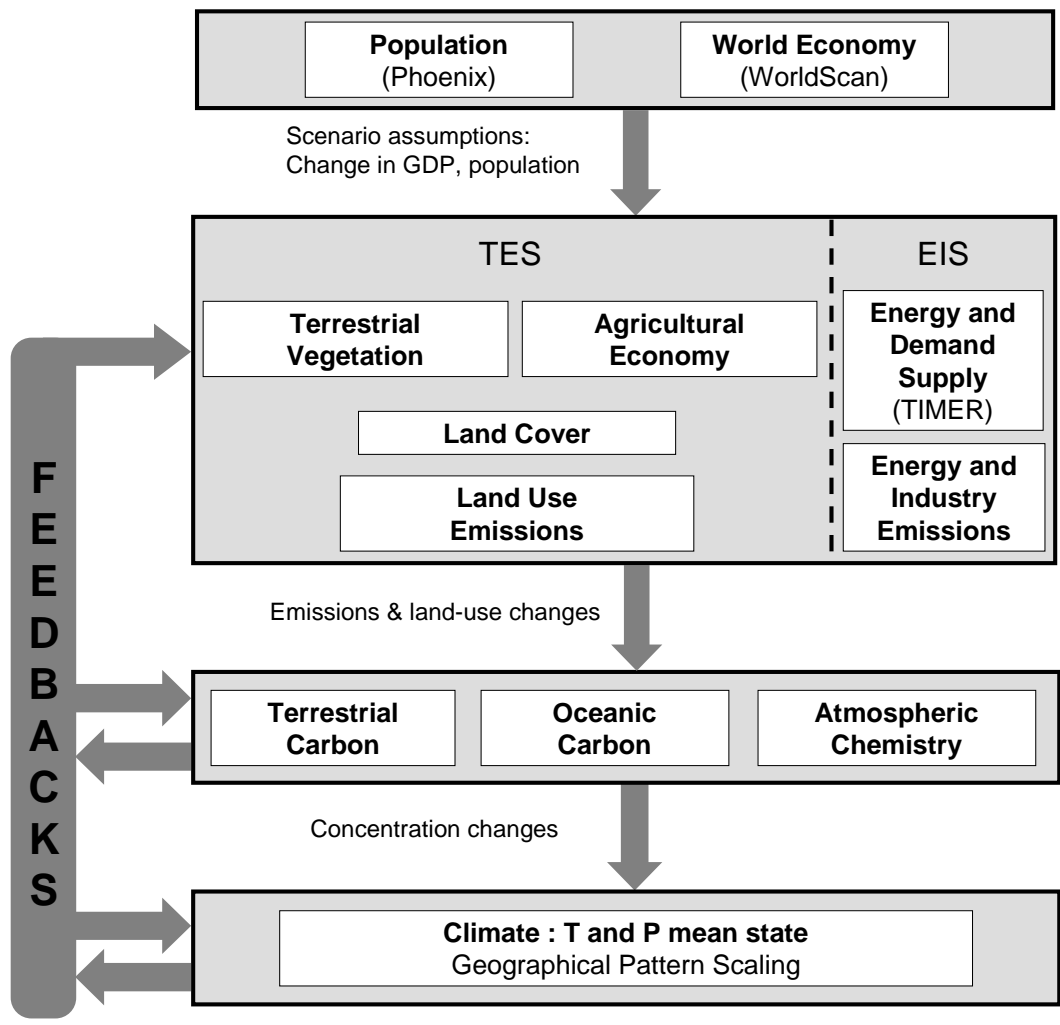 Population
(Phoenix)
World Economy
(WorldScan)
Scenario assumptions:
Change in GDP, population
TES
EIS
Terrestrial
Vegetation
Agricultural
Economy
Energy and
Demand
Supply
(TIMER)
Land Cover
Land Use
Emissions
Energy and
Industry
Emissions
Emissions & land-use changes
Terrestrial
Carbon
Oceanic
Carbon
Atmospheric
Chemistry
Concentration changes
Climate : T and P mean state
Geographical Pattern Scaling
FEEDBACKS